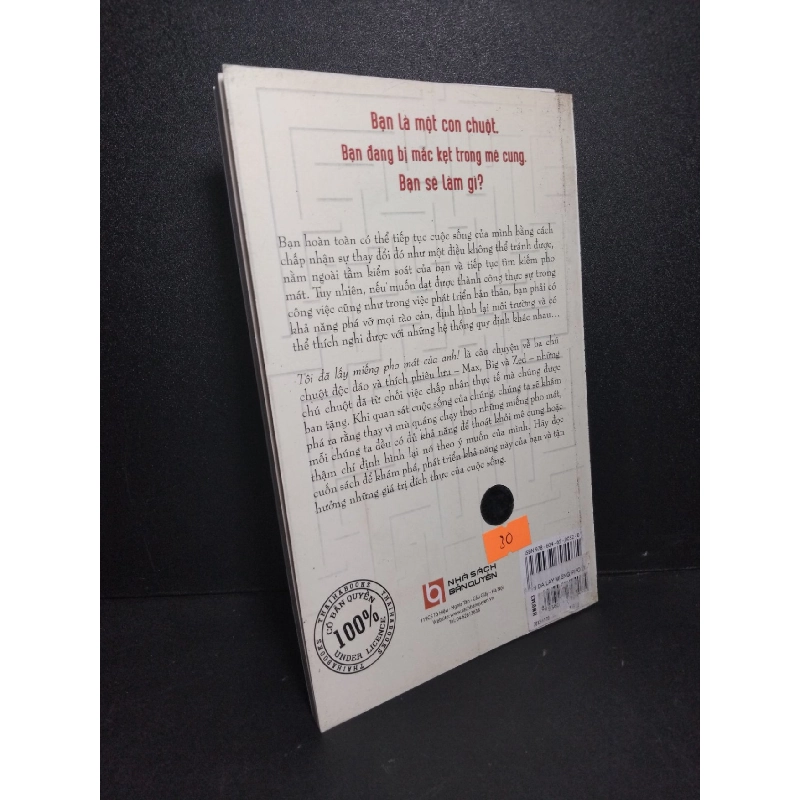 Bạn là một con chuột.
Bạn đang bị mắc kẹt trong mê cung.
Bạn sẽ làm gì?
Bạn hoàn toàn có thể tiếp tục cuộc sống của mình bằng cách
chấp nhận sự thay đổi đó như một điều không thể tránh được,
nằm ngoài tầm kiểm soát của bạn và tiếp tục tìm kiếm pho
mát. Tuy nhiên, nếu muốn đạt được thành công thực sự trong
công việc cũng như trong việc phát triển bản thân, bạn phải có
khả năng phá vỡ mọi rào cản, định hình lại môi trường và có
thể thích nghi được với những hệ thống quy định khác nhau...
Tôi đã lấy miếng pho mát của anh! là câu chuyện về ba chú
chuột độc đáo và thích phiêu lưu – Max, Big và Zed – những
chú chuột đã từ chối việc chấp nhận thực tế mà chúng được
ban tặng. Khi quan sát cuộc sống của chúng, chúng ta sẽ khám
phá ra rằng thay vì mù quáng chạy theo những miếng pho mát,
mỗi chúng ta đều có đủ khả năng để thoát khỏi mê cung hoặc
thậm chí định hình lại nó theo ý muốn của mình. Hãy đọc
cuốn sách để khám phá, phát triển khả năng này của bạn và tận
hưởng những giá trị đích thực của cuộc sống.
30
NHÀ SÁCH
BẢN QUYỀN
THAIHABOOKS
CÓ BẢN QUYỀN
100%
UNDER LICENCE
THAIHABOOKS